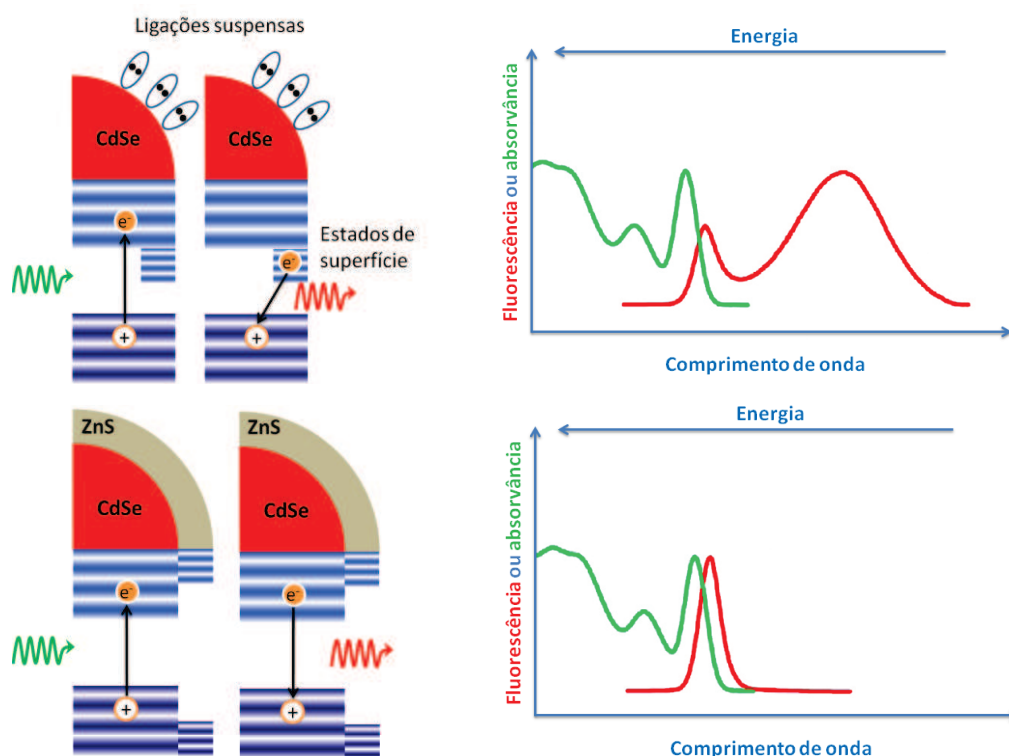 Ligações suspensas
CdSe
CdSe
e-
e-
Estados de
superfície
+
+
Energia
Fluorescência ou absorvância
Comprimento de onda
ZnS
ZnS
CdSe
CdSe
e-
e-
+
+
Energia
Fluorescência ou absorvância
Comprimento de onda